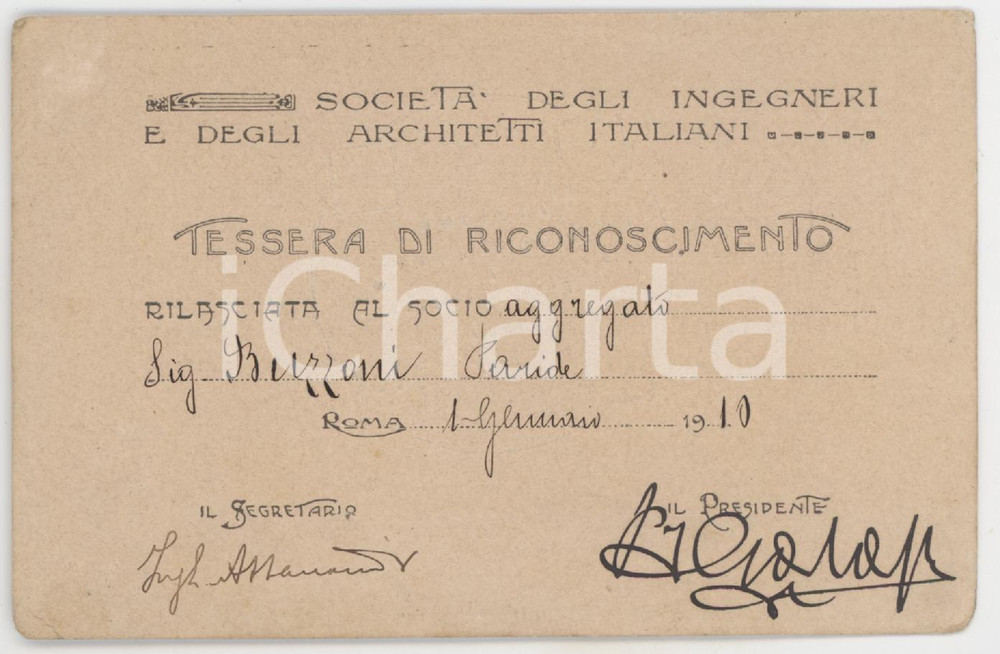 SOCIETA' DEGLI INGEGNERI
E DEGLI ARCHITETTI ITALIANI
TESSERA DI RICONOSCIMENTO
RILASCIATA AL SOCIO aggregato
Sig. Buzzoni Paride
ROMA 1 Gennaio 1910
IL SEGRETARIO
IL PRESIDENTE
iCharta